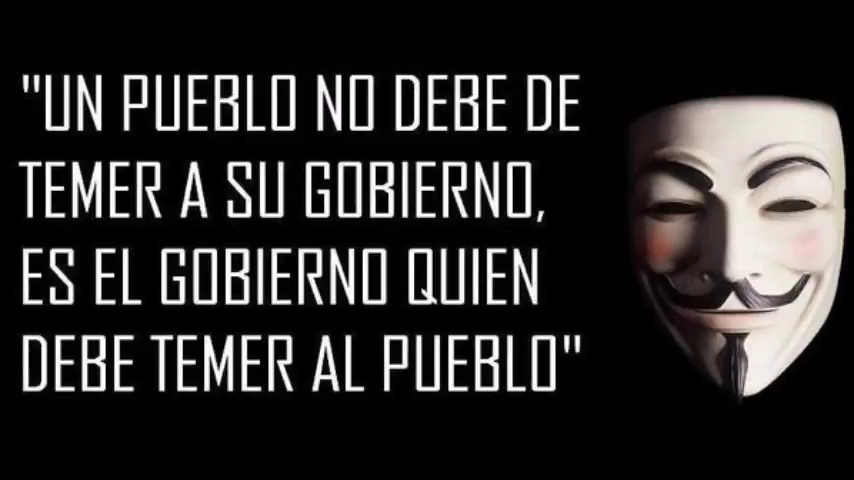 "UN PUEBLO NO DEBE DE
TEMER A SU GOBIERNO,
ES EL GOBIERNO QUIEN
DEBE TEMER AL PUEBLO"